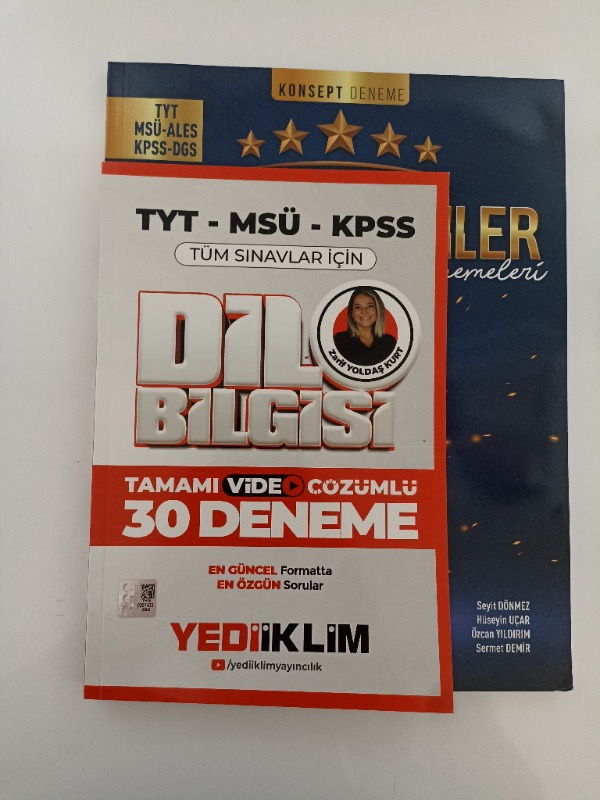 KONSEPT DENEME
TYT
MSÜ-ALES
KPSS-DGS
TYT - MSÜ - KPSS
TÜM SINAVLAR İÇİN
DİL
BİLGİSİ
Zarif YOLDAŞ KURT
TAMAMI VİDEO ÇÖZÜMLÜ
30 DENEME
EN GÜNCEL Formatta
EN ÖZGÜN Sorular
YEDİİKLİM
/yediiklimyayıncılık
Seyit DÖNMEZ
Hüseyin UÇAR
Özcan YILDIRIM
Sermet DEMİR